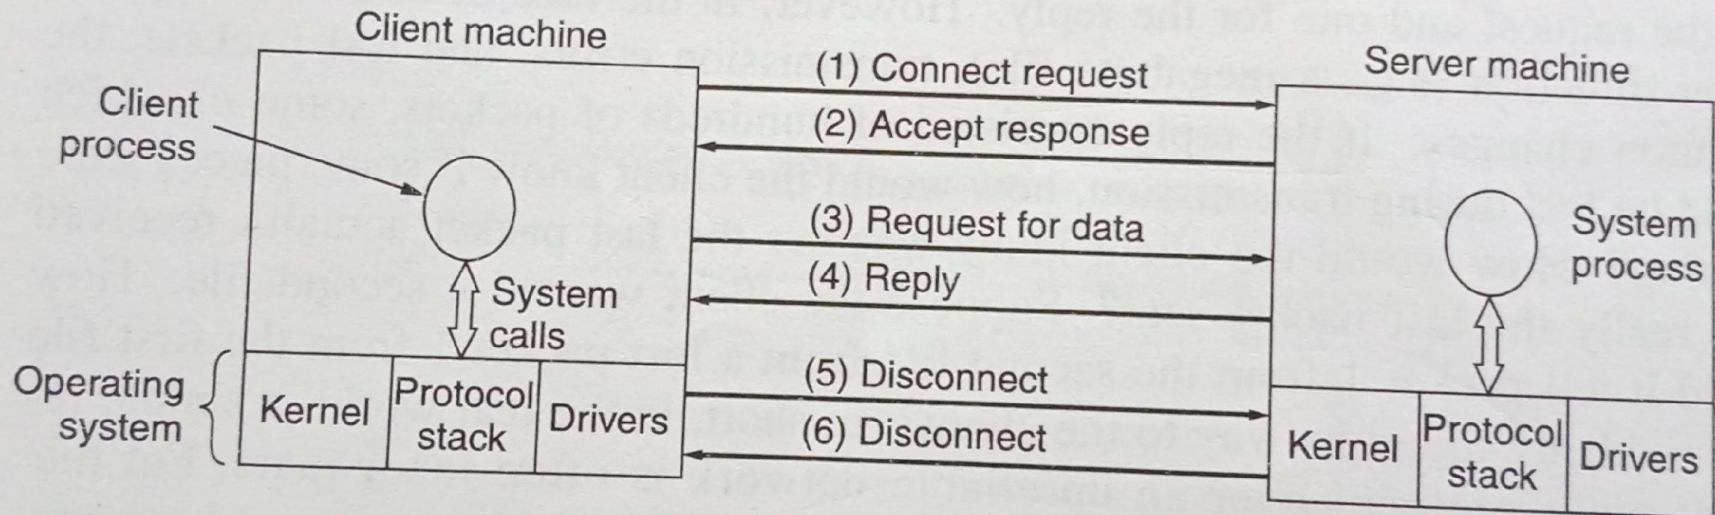 Client machine
Server machine
Client
process
(1) Connect request
(2) Accept response
(3) Request for data
(4) Reply
(5) Disconnect
(6) Disconnect
System
calls
System
process
Operating
system
Kernel
Protocol
stack
Drivers
Kernel
Protocol
stack
Drivers